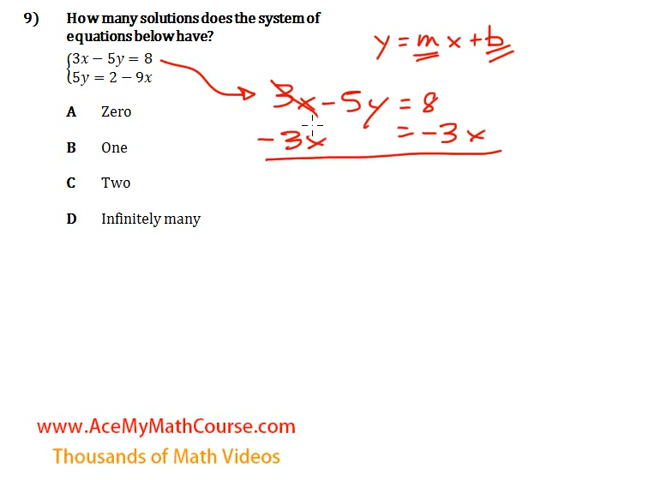 9) How many solutions does the system of
equations below have?
{3x − 5y = 8
{5y = 2 − 9x
A Zero
B One
C Two
D Infinitely many
y = m x + b
3x - 5y = 8
- 3x = -3x
www.AceMyMathCourse.com
Thousands of Math Videos